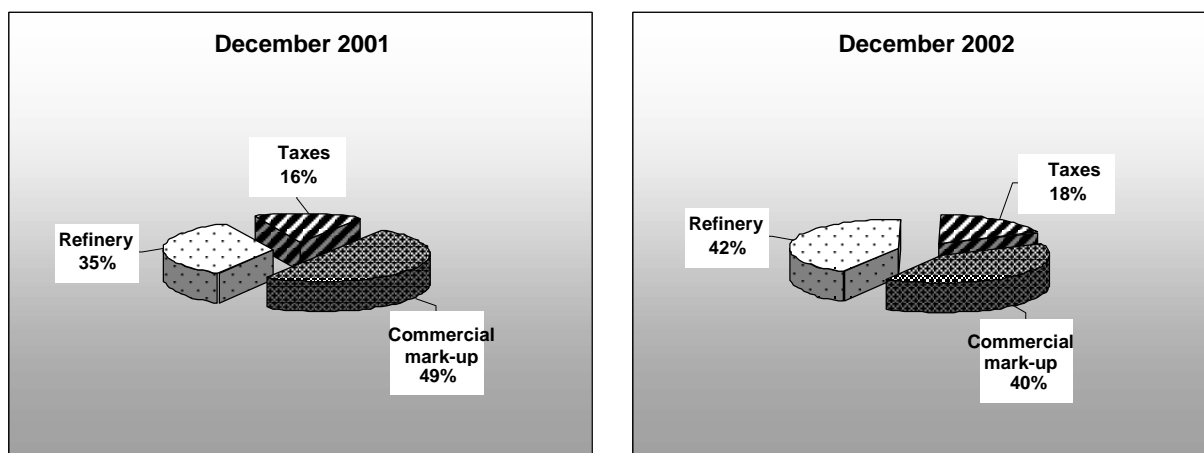 December 2001
Taxes
16%
Refinery
35%
Commercial
mark-up
49%
December 2002
Taxes
18%
Refinery
42%
Commercial
mark-up
40%